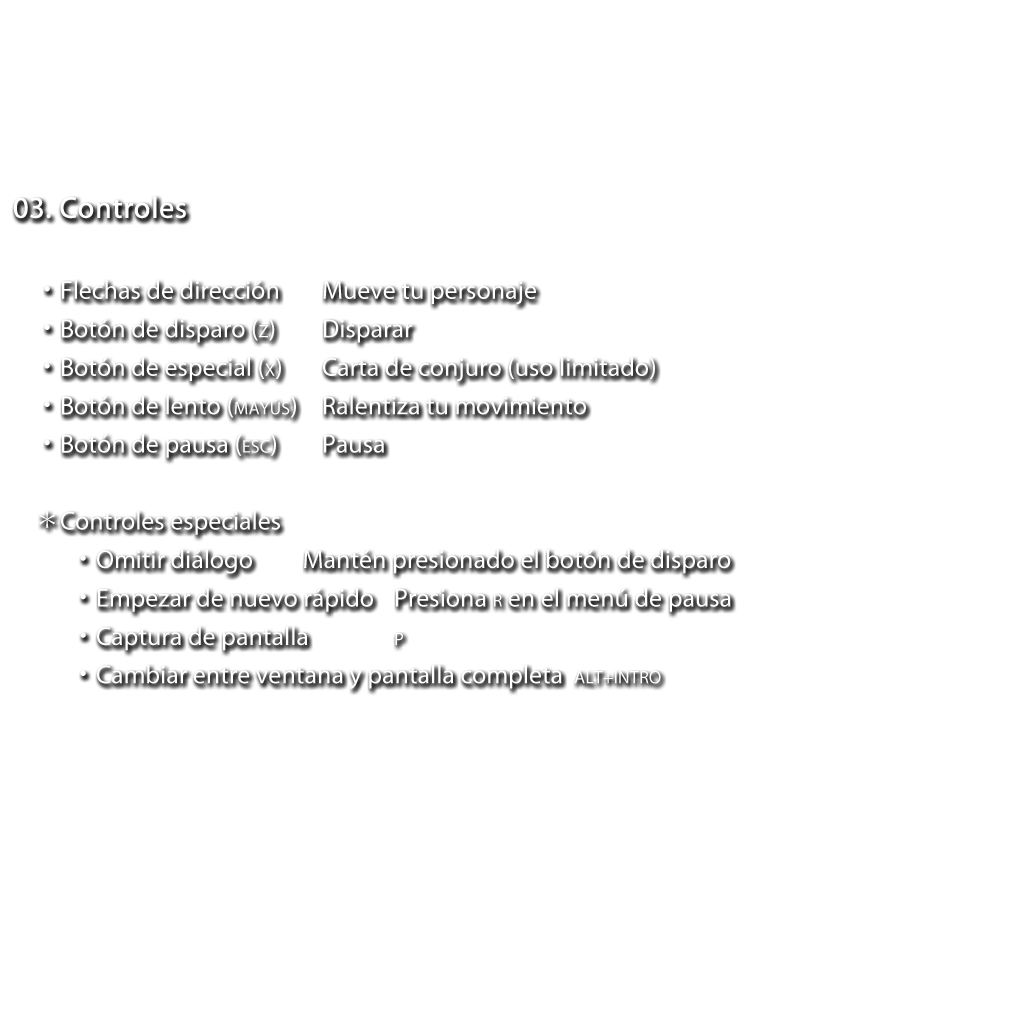 03. Controles
・Flechas de dirección Mueve tu personaje
・Botón de disparo (Z) Disparar
・Botón de especial (X) Carta de conjuro (uso limitado)
・Botón de lento (MAYÚS) Ralentiza tu movimiento
・Botón de pausa (ESC) Pausa
＊Controles especiales
・Omitir diálogo Mantén presionado el botón de disparo
・Empezar de nuevo rápido Presiona R en el menú de pausa
・Captura de pantalla P
・Cambiar entre ventana y pantalla completa ALT+INTRO